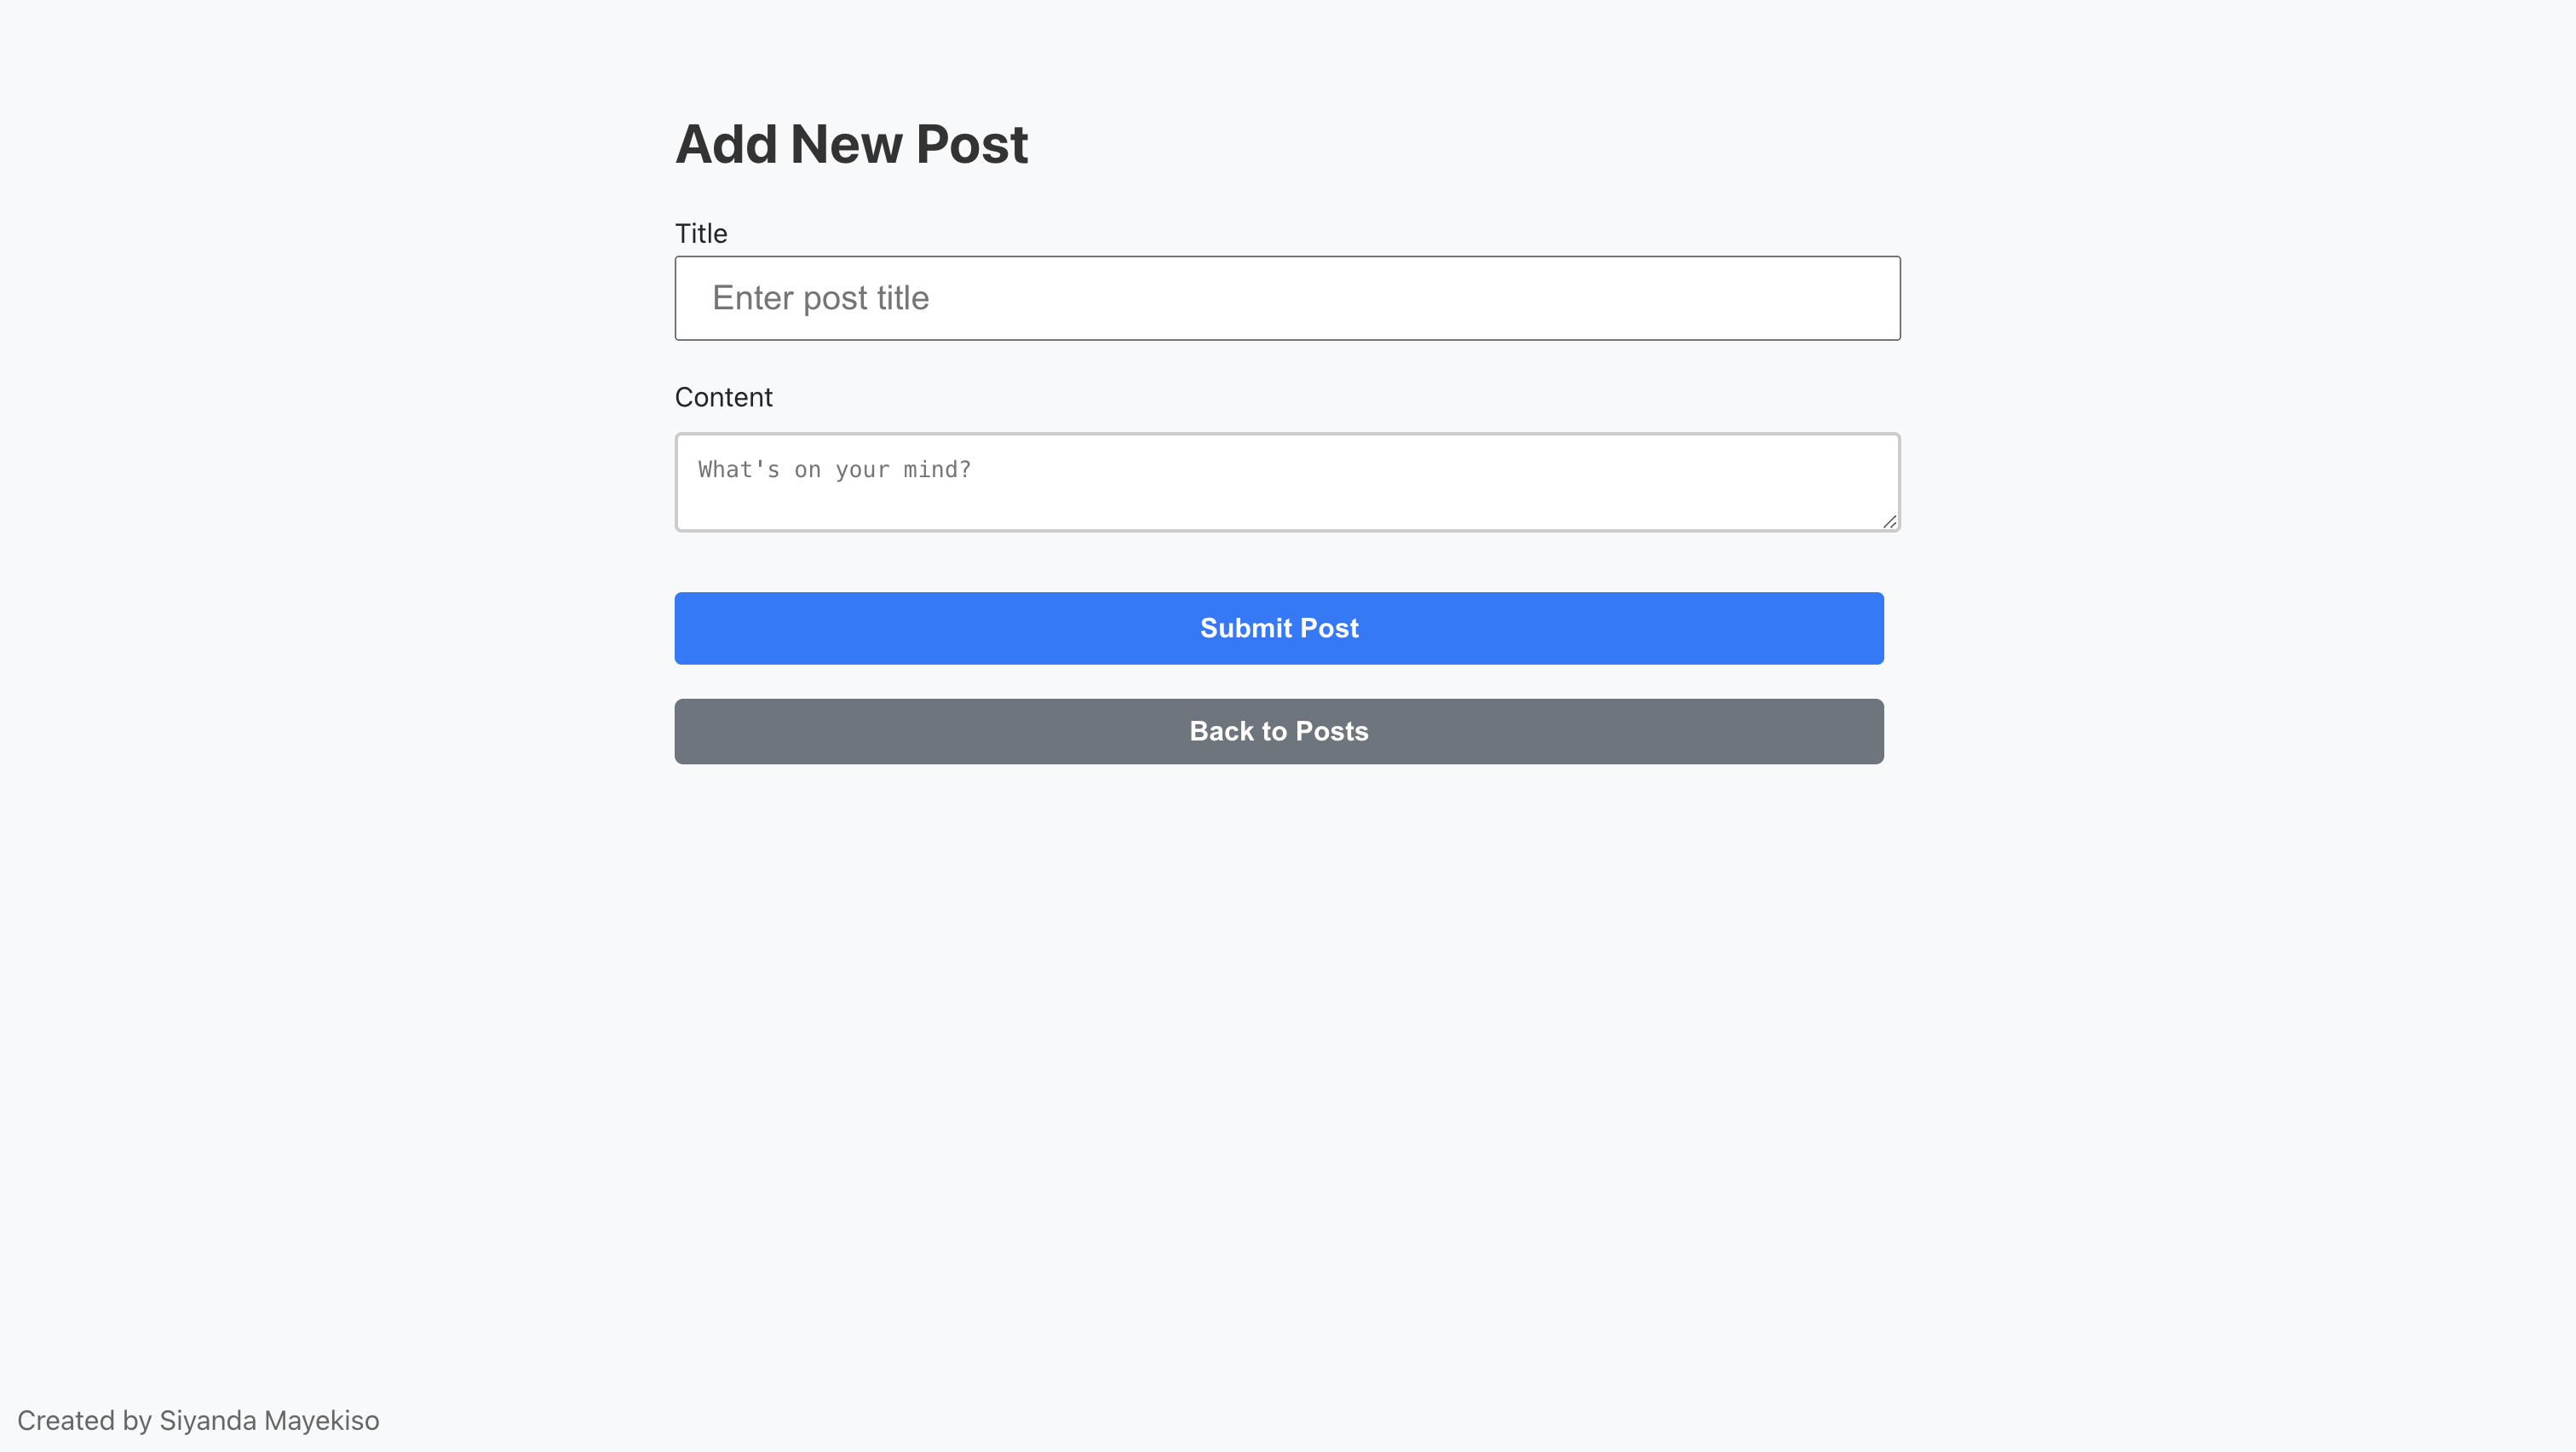 Add New Post
Title
Enter post title
Content
What's on your mind?
Submit Post
Back to Posts
Created by Siyanda Mayekiso